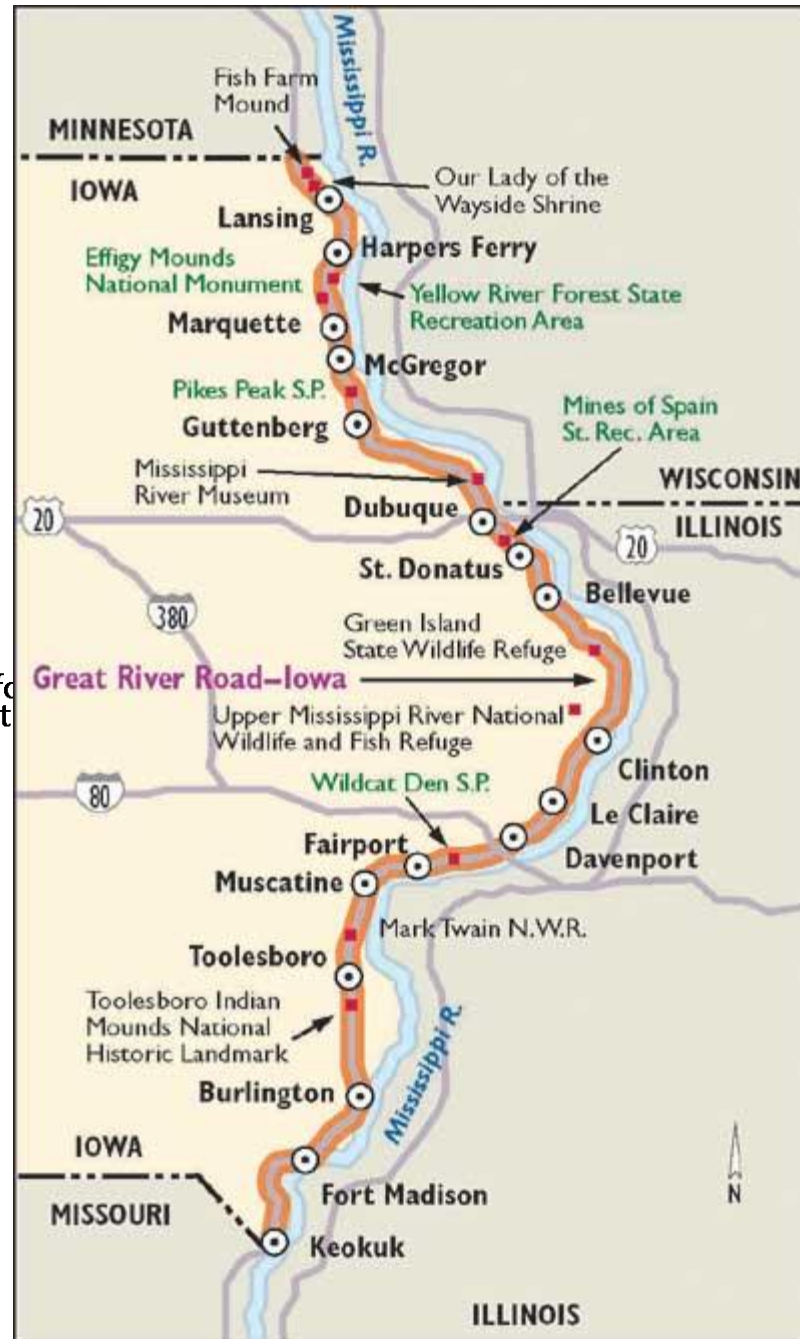 Mississippi R.
Fish Farm
Mound
MINNESOTA
IOWA
Our Lady of the
Wayside Shrine
Lansing
Harpers Ferry
Effigy Mounds
National Monument
Yellow River Forest State
Recreation Area
Marquette
McGregor
Pikes Peak S.P.
Guttenberg
Mines of Spain
St. Rec. Area
Mississippi
River Museum
WISCONSIN
Dubuque
20
ILLINOIS
20
St. Donatus
Bellevue
380
Green Island
State Wildlife Refuge
Great River Road–Iowa
Upper Mississippi River National
Wildlife and Fish Refuge
Clinton
Wildcat Den S.P.
80
Le Claire
Fairport
Davenport
Muscatine
Mark Twain N.W.R.
Toolesboro
Toolesboro Indian
Mounds National
Historic Landmark
Mississippi R.
Burlington
IOWA
Fort Madison
MISSOURI
N
Keokuk
ILLINOIS